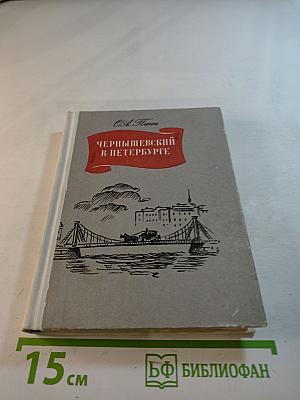 О.А. Пини
ЧЕРНЫШЕВСКИЙ
В ПЕТЕРБУРГЕ
15 см
БФ БИБЛИОФАН